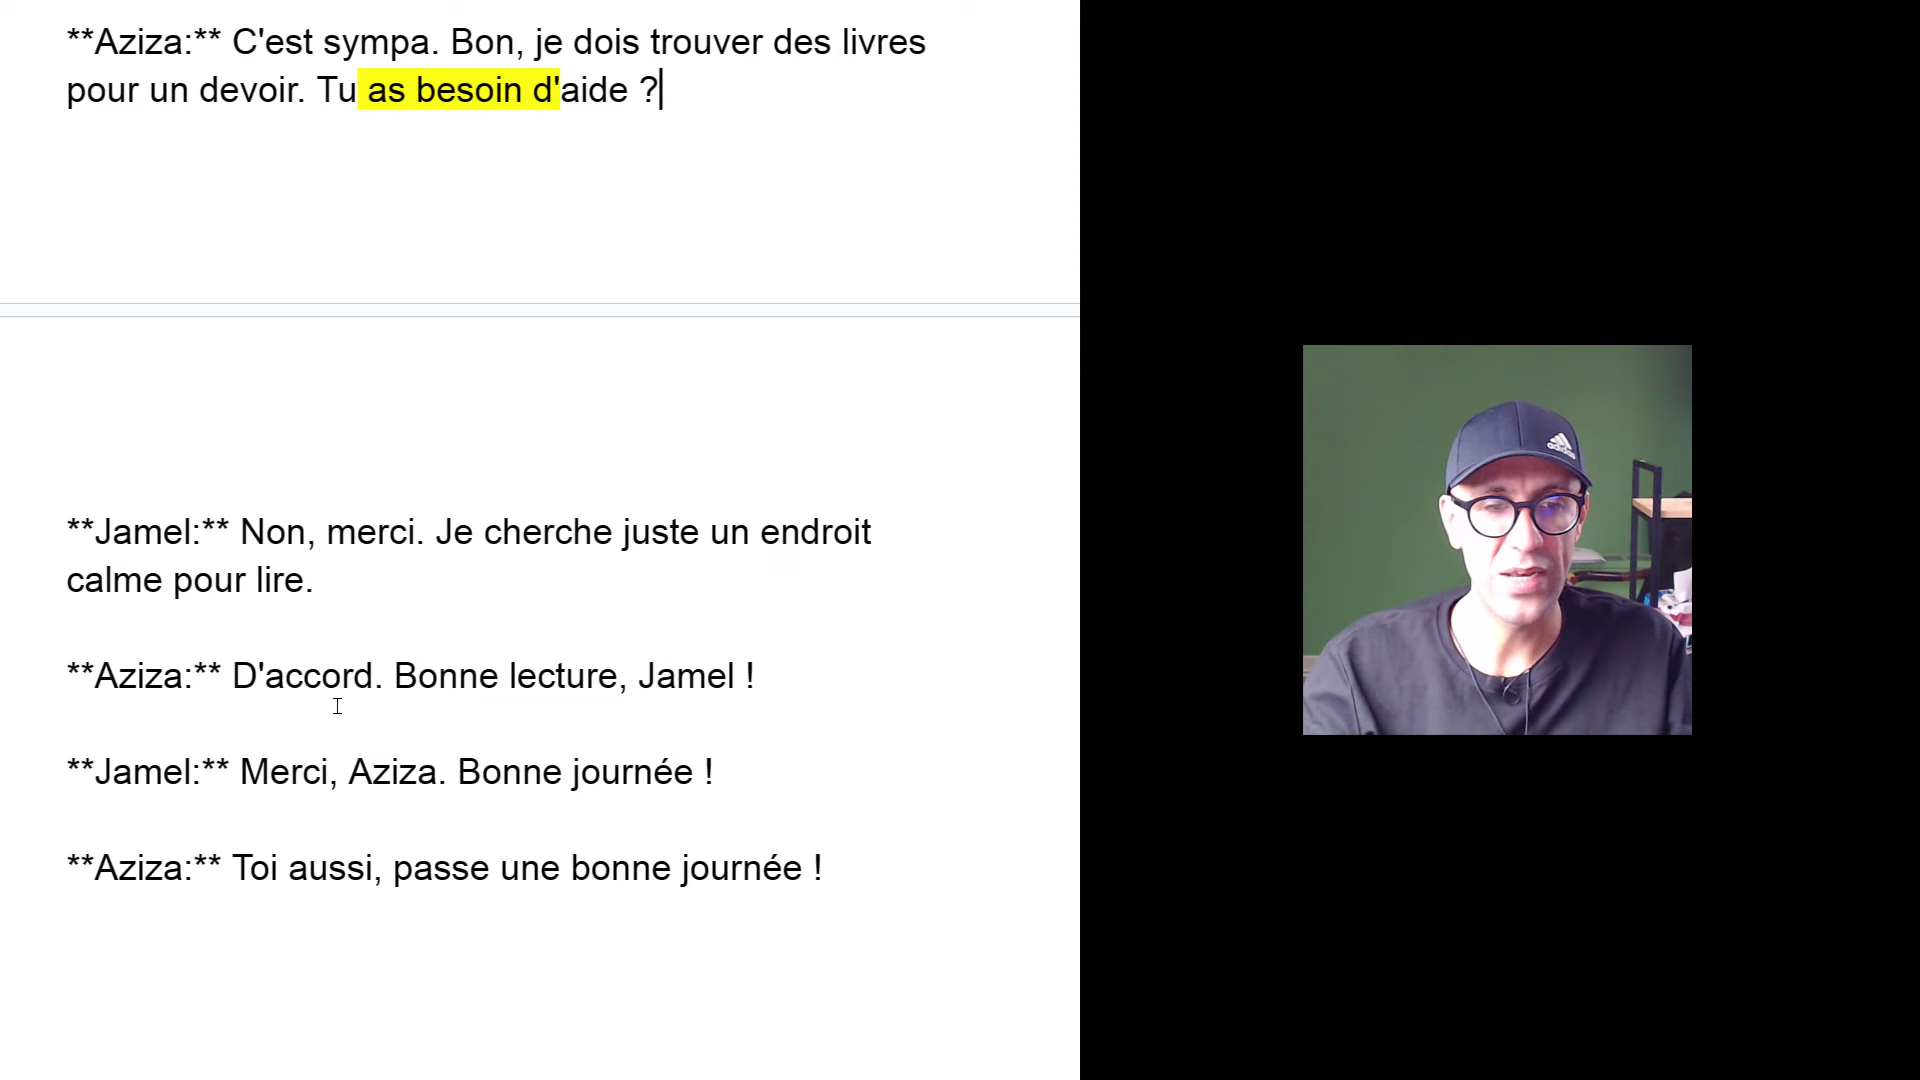 **Aziza:** C'est sympa. Bon, je dois trouver des livres
pour un devoir. Tu as besoin d'aide ?
**Jamel:** Non, merci. Je cherche juste un endroit
calme pour lire.
**Aziza:** D'accord. Bonne lecture, Jamel !
**Jamel:** Merci, Aziza. Bonne journée !
**Aziza:** Toi aussi, passe une bonne journée !
adidas